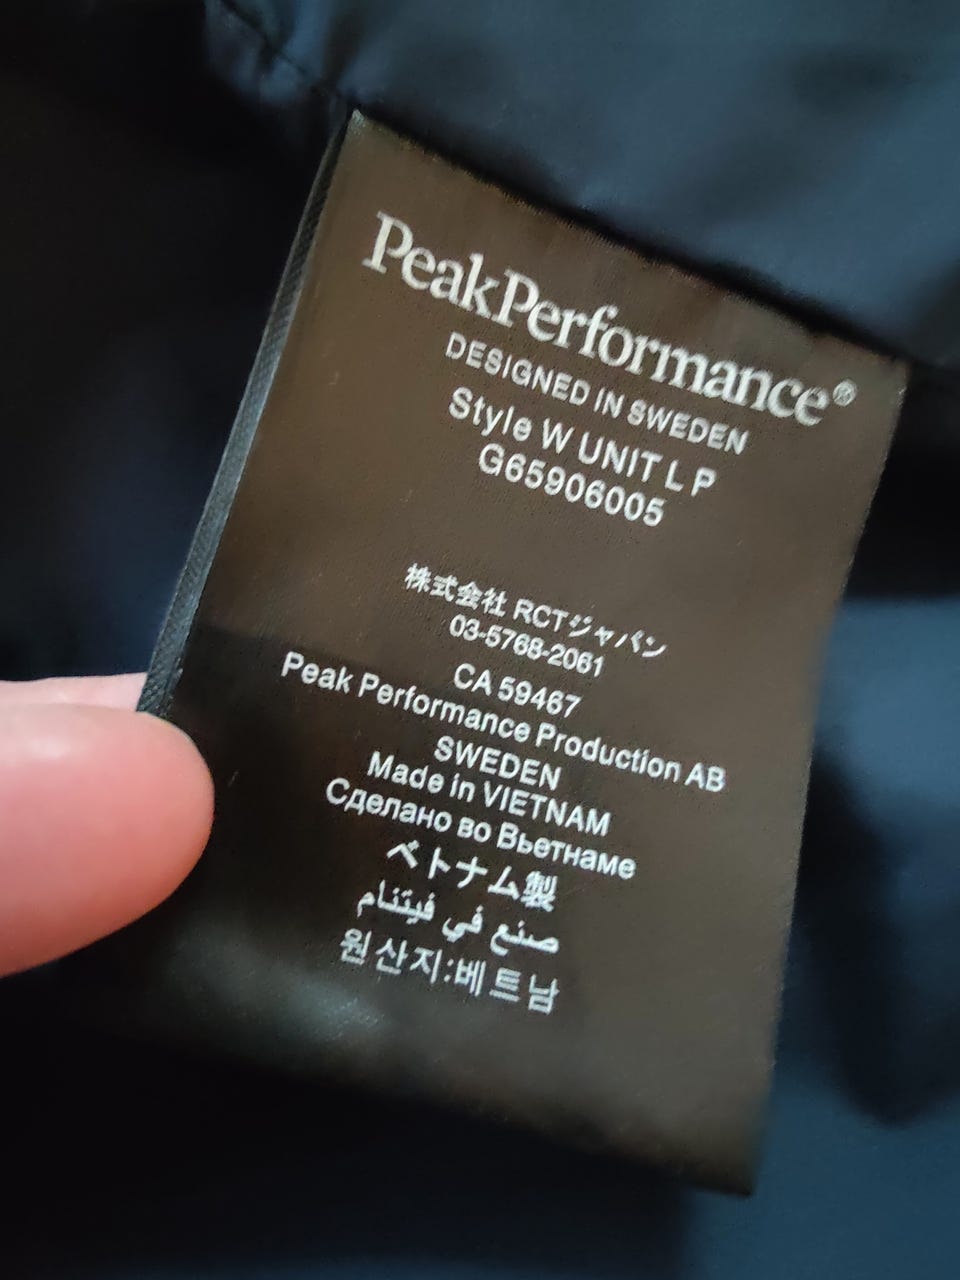 PeakPerformance®
DESIGNED IN SWEDEN
Style W UNIT L P
G65906005
株式会社 RCTジャパン
03-5768-2061
CA 59467
Peak Performance Production AB
SWEDEN
Made in VIETNAM
Сделано во Вьетнаме
ベトナム製
صنع في فيتنام
원산지:베트남